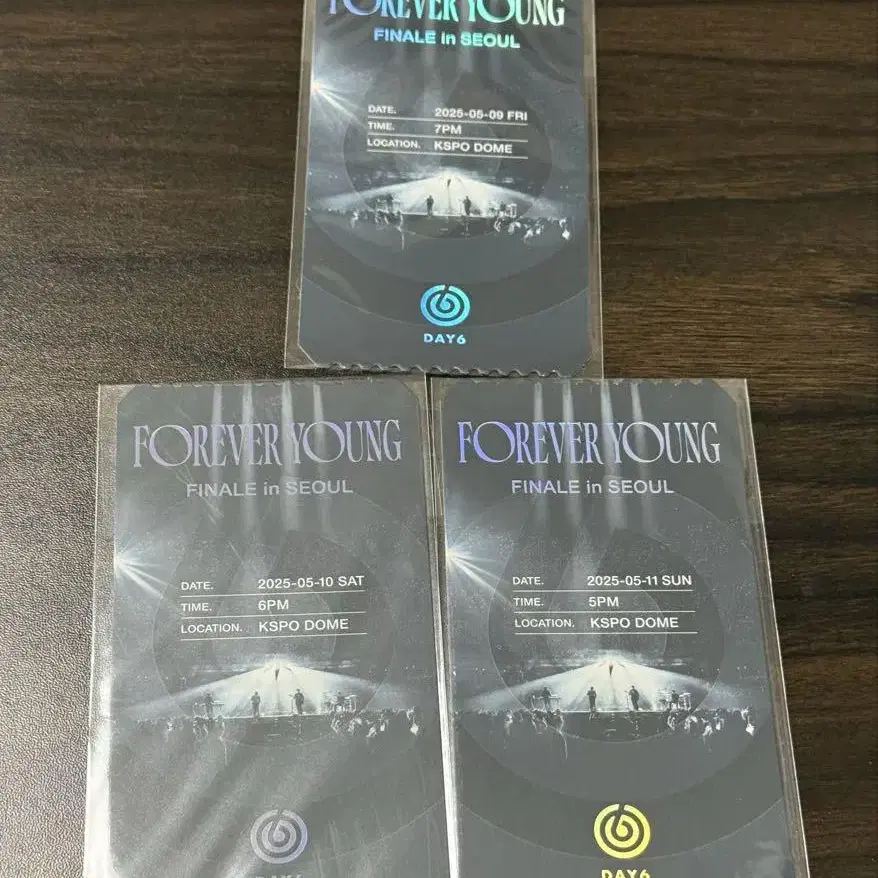 FOREVER YOUNG
FINALE in SEOUL
DATE. 2025-05-09 FRI
TIME. 7PM
LOCATION. KSPO DOME
DAY6
FOREVER YOUNG
FINALE in SEOUL
DATE. 2025-05-10 SAT
TIME. 6PM
LOCATION. KSPO DOME
DAY6
FOREVER YOUNG
FINALE in SEOUL
DATE. 2025-05-11 SUN
TIME. 5PM
LOCATION. KSPO DOME
DAY6